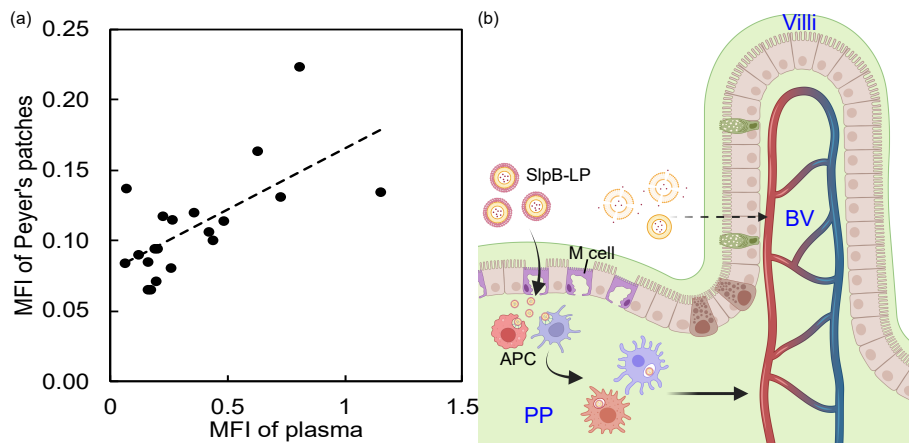 (a)
MFI of Peyer's patches
0.25
0.20
0.15
0.10
0.05
0.00
0
0.5
1
1.5
MFI of plasma
(b)
Villi
SlpB-LP
BV
M cell
APC
PP